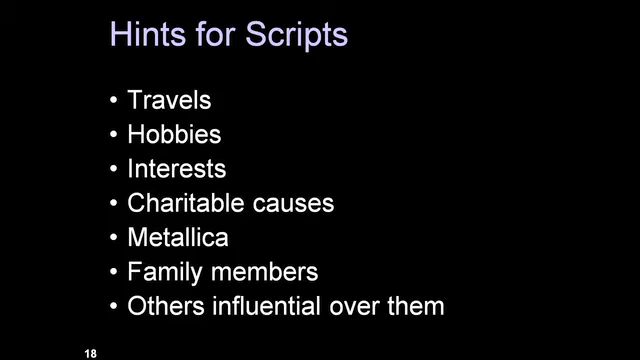 Hints for Scripts
• Travels
• Hobbies
• Interests
• Charitable causes
• Metallica
• Family members
• Others influential over them
18